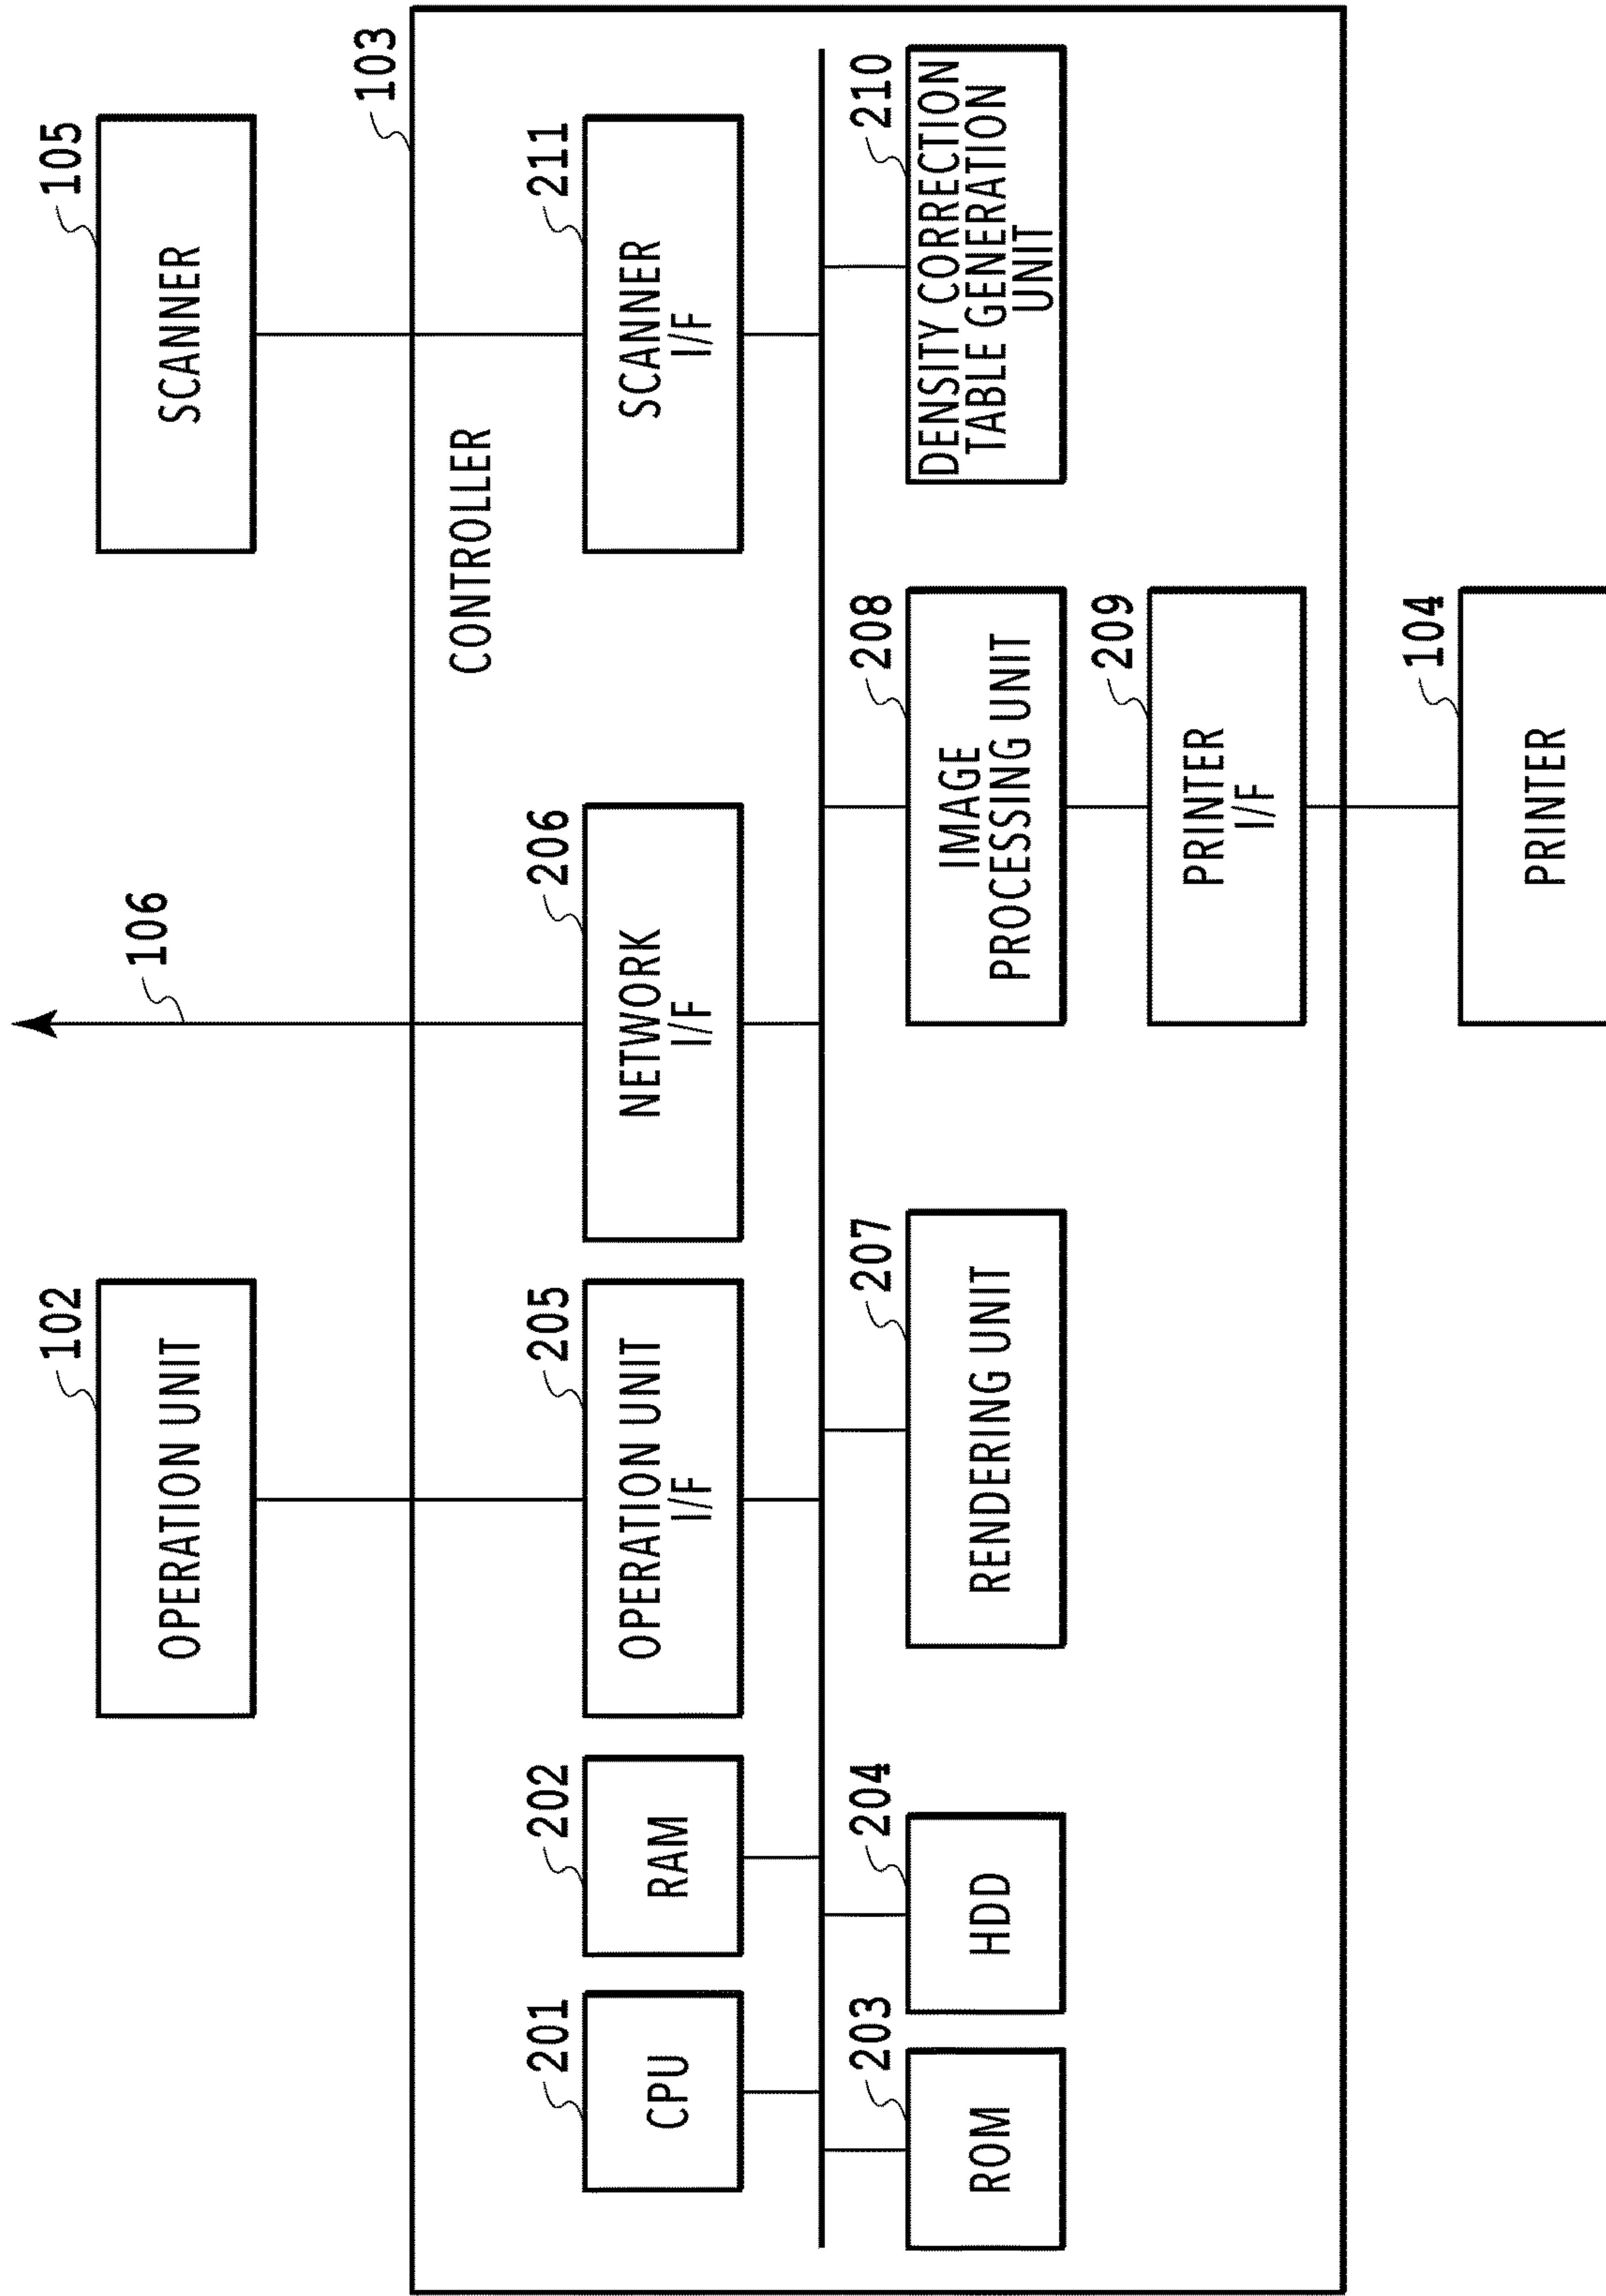 102
OPERATION UNIT
106
105
SCANNER
103
CONTROLLER
201
CPU
202
RAM
205
OPERATION UNIT
I/F
206
NETWORK
I/F
211
SCANNER
I/F
203
ROM
204
HDD
207
RENDERING UNIT
208
IMAGE
PROCESSING UNIT
210
DENSITY CORRECTION
TABLE GENERATION
UNIT
209
PRINTER
I/F
104
PRINTER